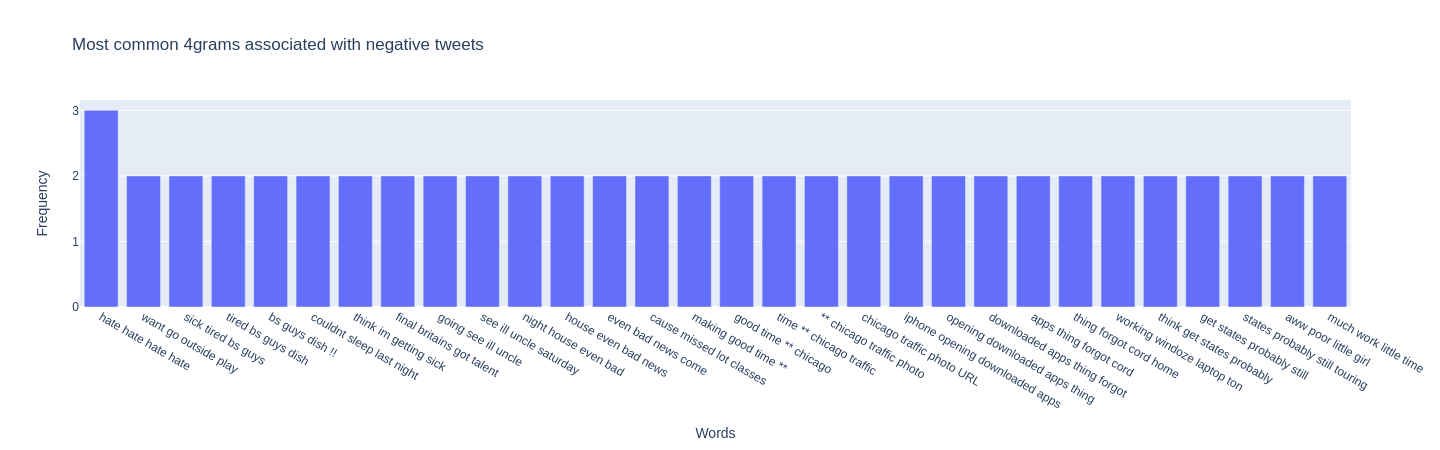 Most common 4grams associated with negative tweets
Frequency
3
2
1
0
hate hate hate hate
want go outside play
sick tired bs guys
tired bs guys dish
bs guys dish !!
couldnt sleep last night
think im getting sick
final britains got talent
going see ill uncle
see ill uncle saturday
night house even bad
house even bad news
even bad news come
cause missed lot classes
making good time **
good time ** chicago
time ** chicago traffic
** chicago traffic photo
chicago traffic photo URL
iphone opening downloaded apps
opening downloaded apps thing
downloaded apps thing forgot
apps thing forgot cord
thing forgot cord home
working windoze laptop ton
think get states probably
get states probably still
states probably still touring
aww poor little girl
much work little time
Words